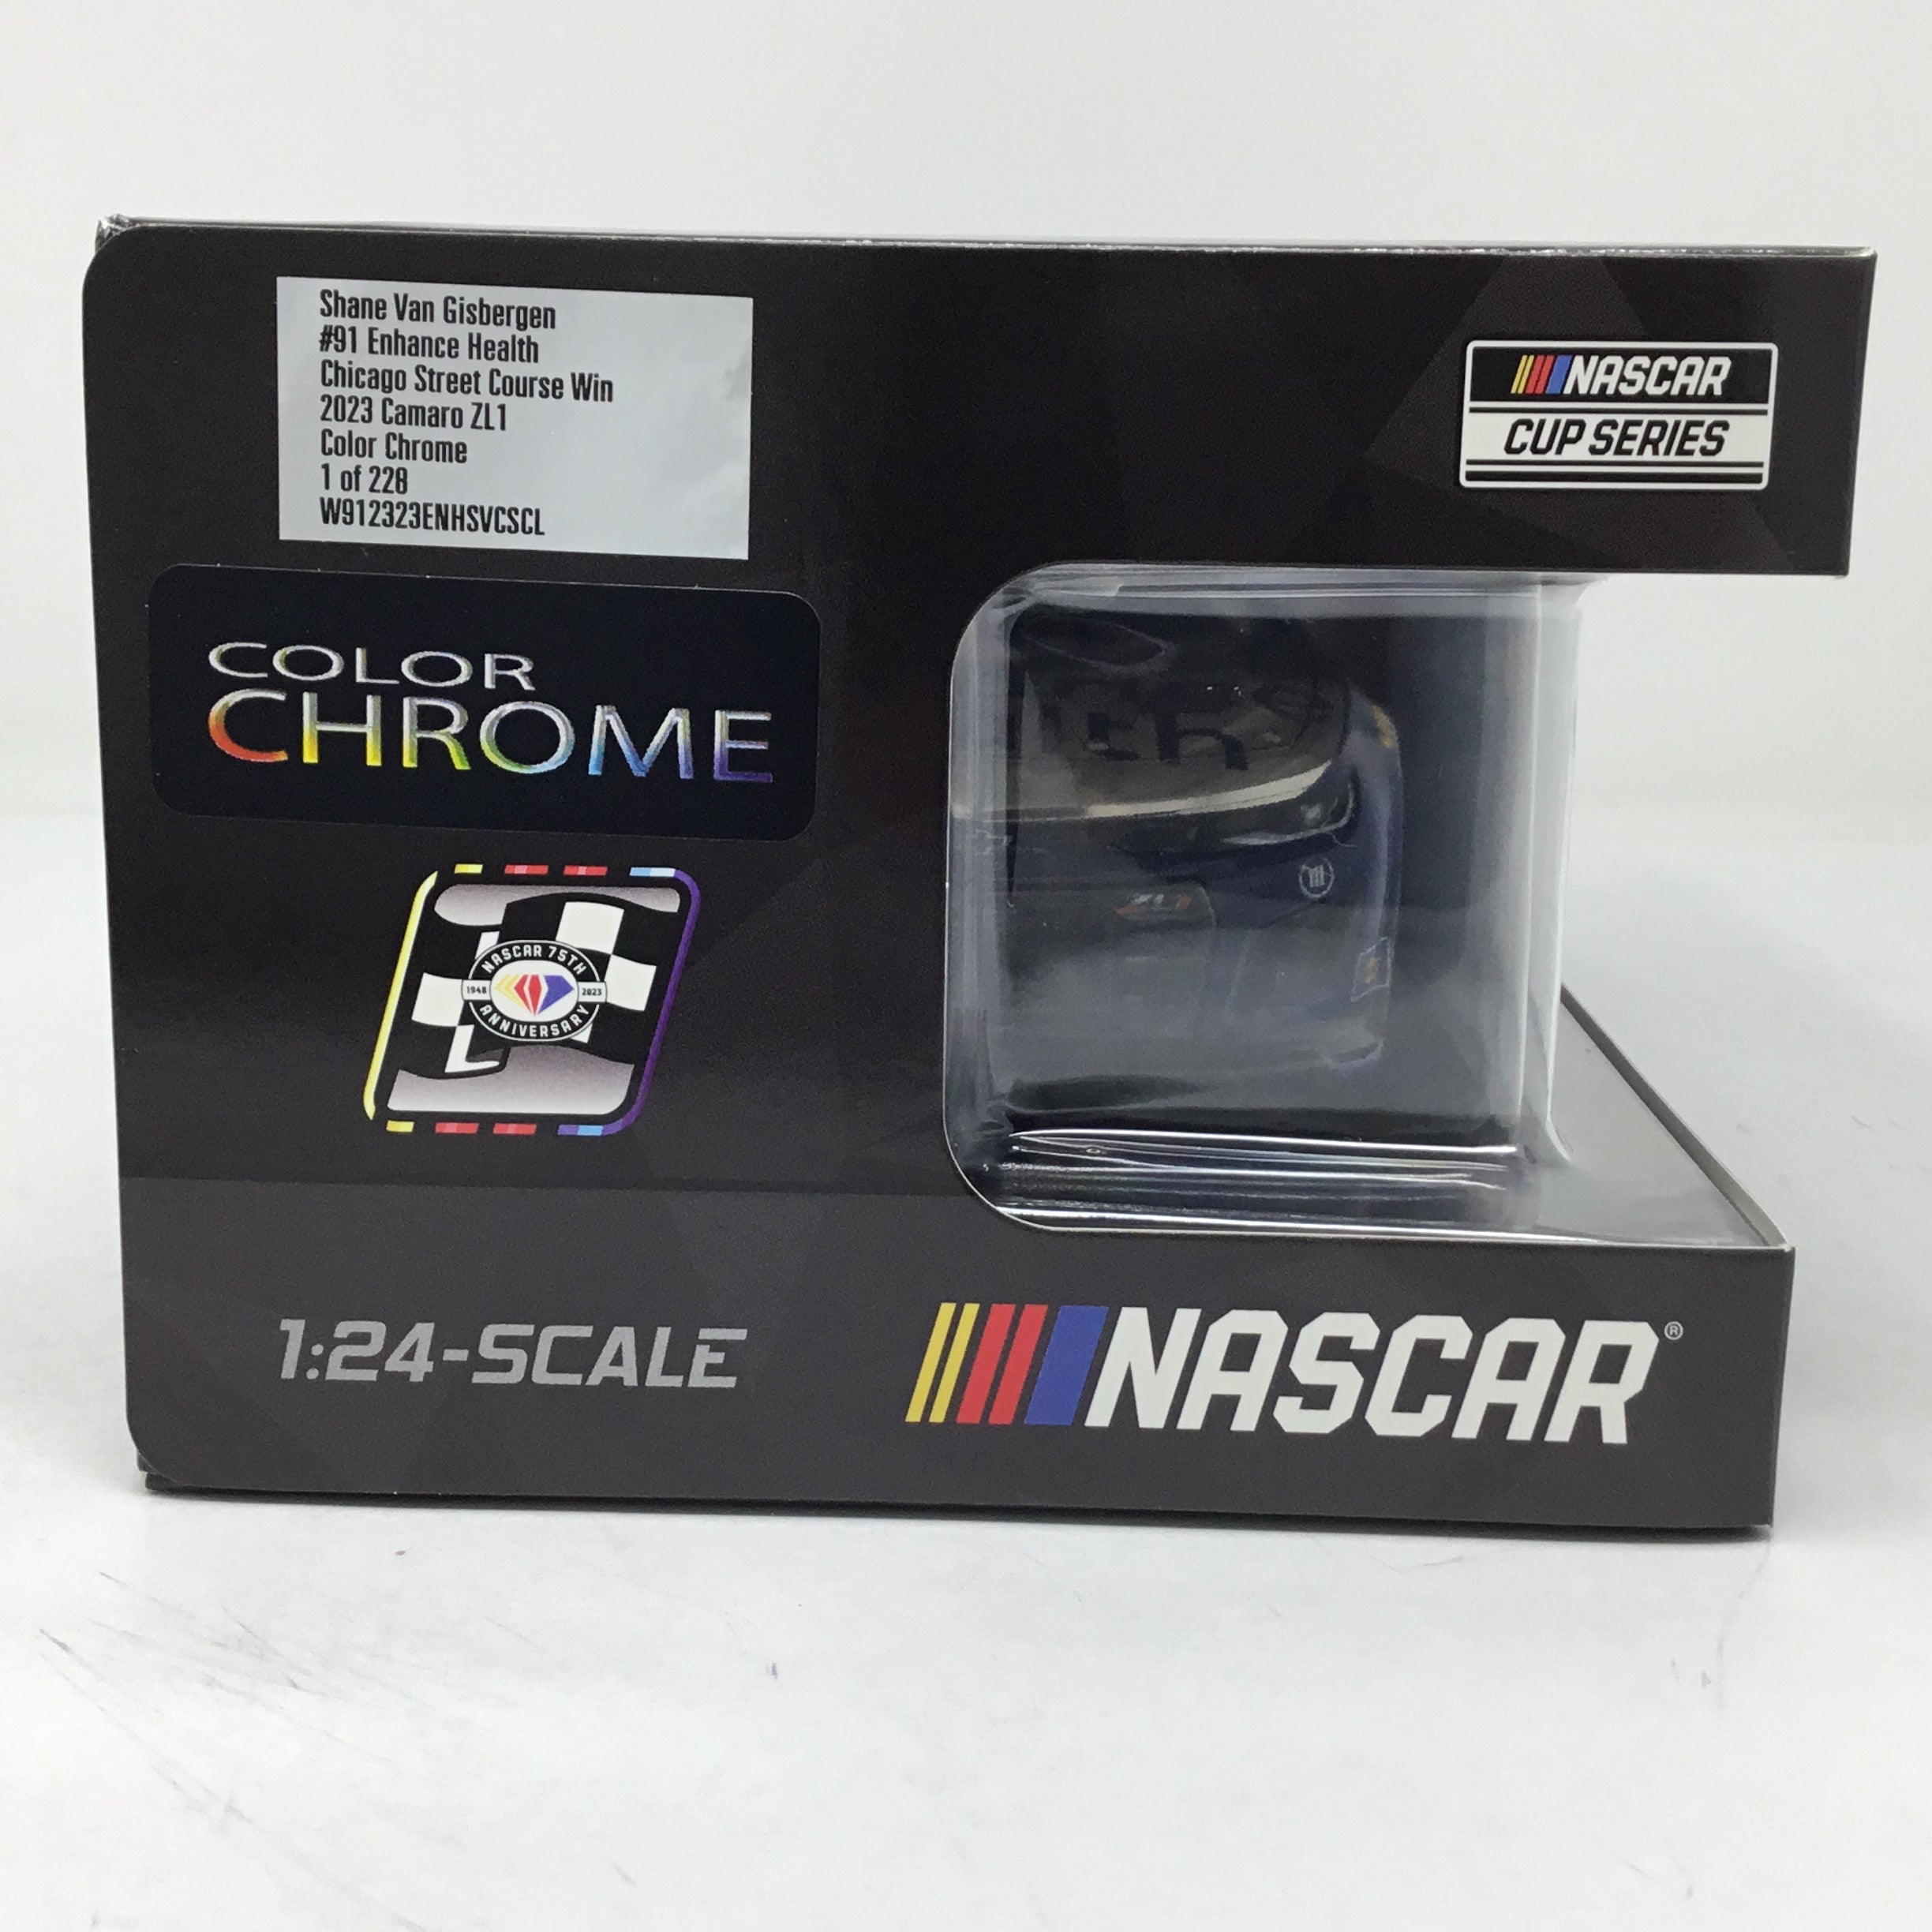 Shane Van Gisbergen
#91 Enhance Health
Chicago Street Course Win
2023 Camaro ZL1
Color Chrome
1 of 228
W912323ENHSVCSCL
NASCAR
CUP SERIES
COLOR
CHROME
ZL1
NASCAR 75TH
1948 2023
ANNIVERSARY
1:24-SCALE
NASCAR®